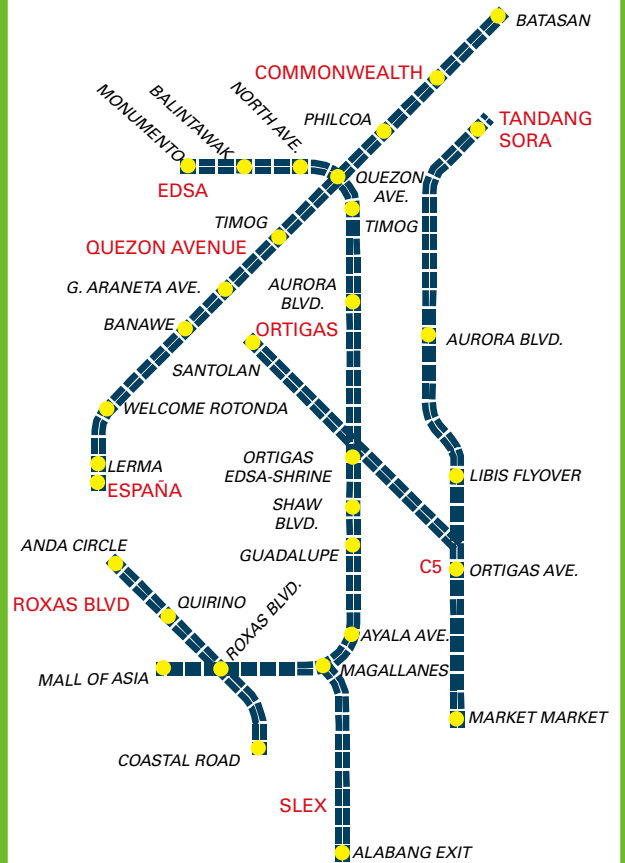 BATASAN
COMMONWEALTH
PHILCOA
TANDANG
SORA
MONUMENTO
BALINTAWAK
NORTH AVE.
EDSA
QUEZON
AVE.
TIMOG
TIMOG
QUEZON AVENUE
G. ARANETA AVE.
AURORA
BLVD.
BANAWE
ORTIGAS
AURORA BLVD.
SANTOLAN
WELCOME ROTONDA
LERMA
ESPAÑA
ORTIGAS
EDSA-SHRINE
LIBIS FLYOVER
SHAW
BLVD.
GUADALUPE
C5
ORTIGAS AVE.
ANDA CIRCLE
ROXAS BLVD
QUIRINO
ROXAS BLVD.
AYALA AVE.
MALL OF ASIA
MAGALLANES
MARKET MARKET
COASTAL ROAD
SLEX
ALABANG EXIT